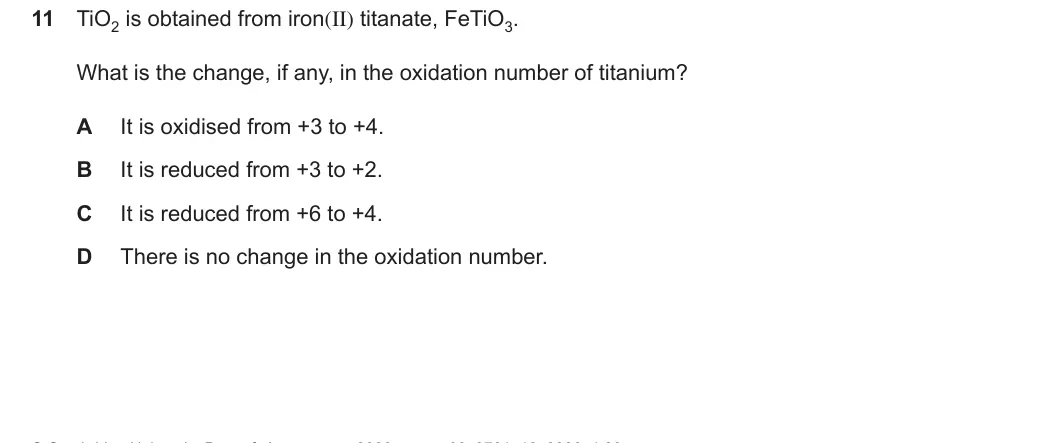 11 TiO₂ is obtained from iron(II) titanate, FeTiO₃.
What is the change, if any, in the oxidation number of titanium?
A It is oxidised from +3 to +4.
B It is reduced from +3 to +2.
C It is reduced from +6 to +4.
D There is no change in the oxidation number.